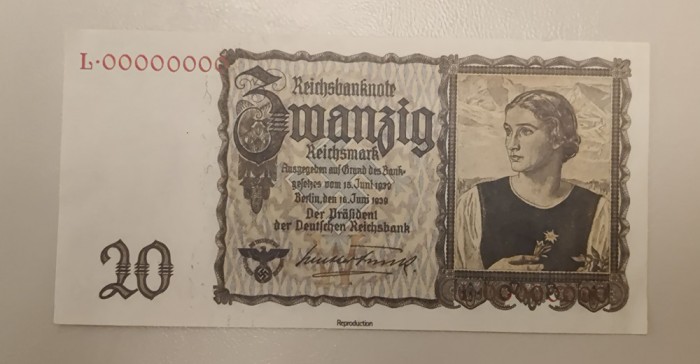 L·00000000
Reichsbanknote
Zwanzig
Reichsmark
Ausgegeben auf Grund des Bank-
gesetzes vom 15. Juni 1939
Berlin, den 16. Juni 1939
Der Präsident
der Deutschen Reichsbank
20
Reproduction